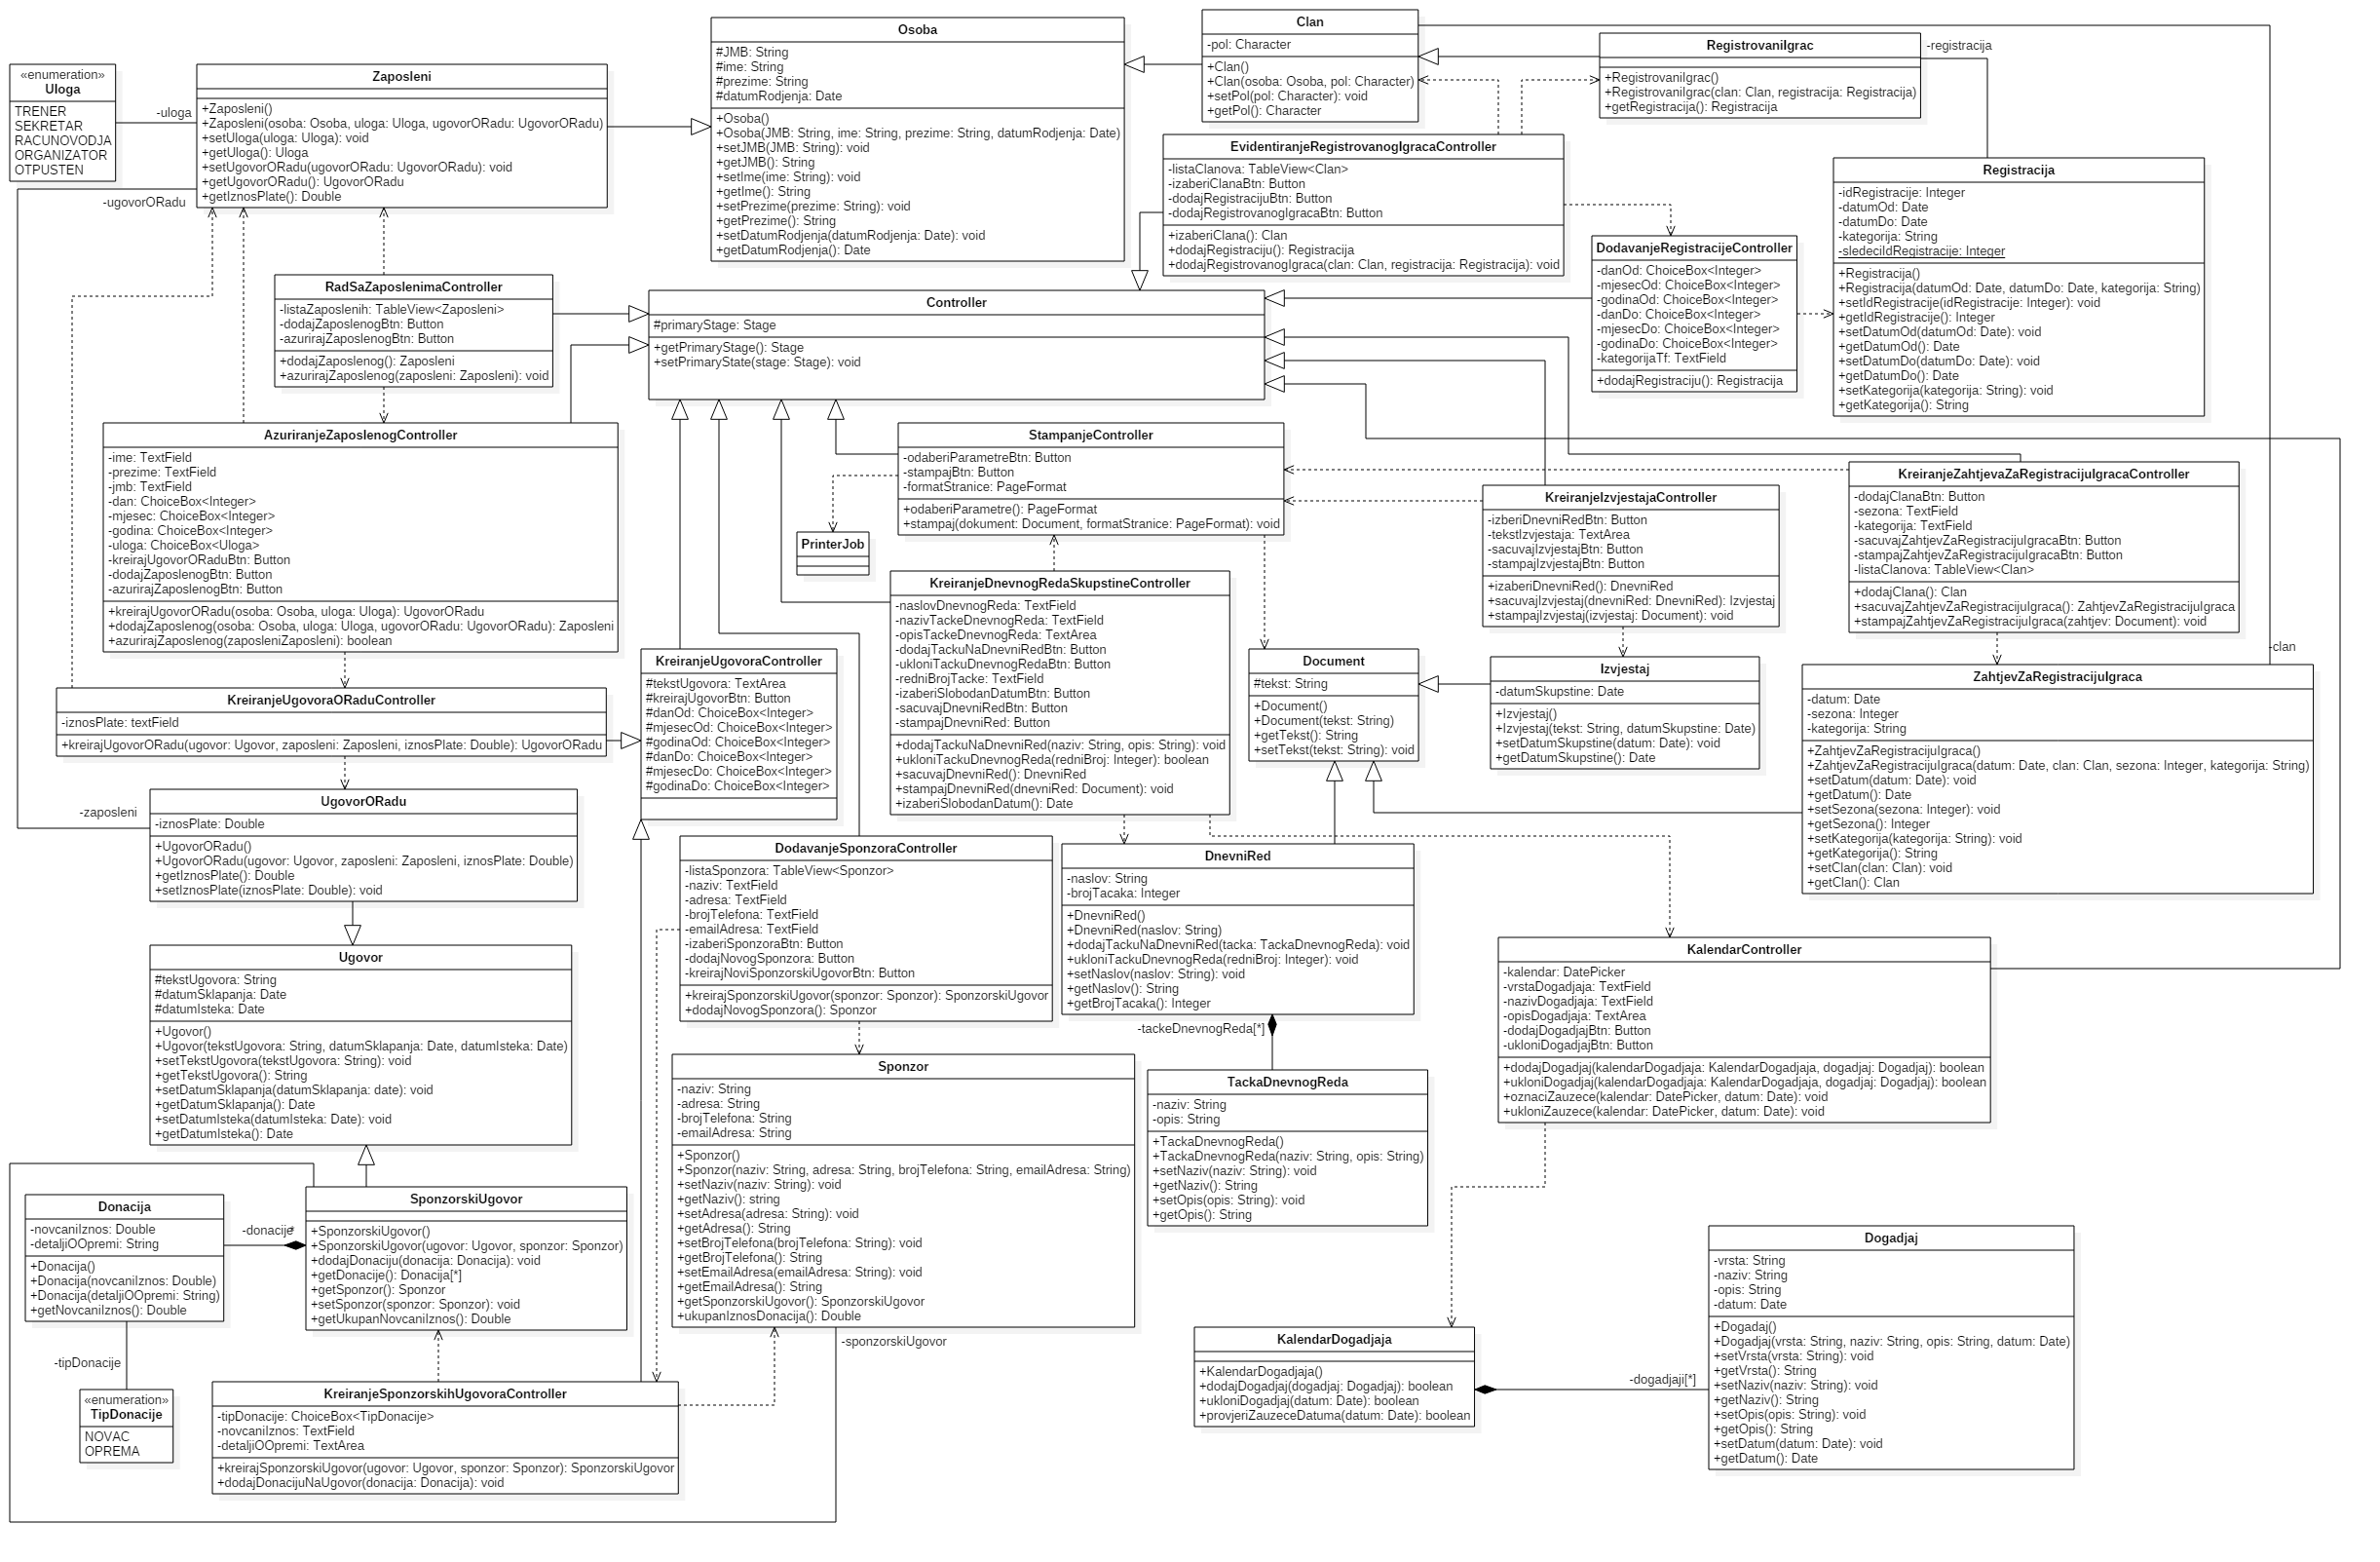 «enumeration»
Uloga
TRENER
SEKRETAR
RACUNOVODJA
ORGANIZATOR
OTPUSTEN
-uloga
-ugovorORadu
Zaposleni
+Zaposleni()
+Zaposleni(osoba: Osoba, uloga: Uloga, ugovorORadu: UgovorORadu)
+setUloga(uloga: Uloga): void
+getUloga(): Uloga
+setUgovorORadu(ugovorORadu: UgovorORadu): void
+getUgovorORadu(): UgovorORadu
+getIznosPlate(): Double
Osoba
#JMB: String
#ime: String
#prezime: String
#datumRodjenja: Date
+Osoba()
+Osoba(JMB: String, ime: String, prezime: String, datumRodjenja: Date)
+setJMB(JMB: String): void
+getJMB(): String
+setIme(ime: String): void
+getIme(): String
+setPrezime(prezime: String): void
+getPrezime(): String
+setDatumRodjenja(datumRodjenja: Date): void
+getDatumRodjenja(): Date
Clan
-pol: Character
+Clan()
+Clan(osoba: Osoba, pol: Character)
+setPol(pol: Character): void
+getPol(): Character
RegistrovaniIgrac
+RegistrovaniIgrac()
+RegistrovaniIgrac(clan: Clan, registracija: Registracija)
+getRegistracija(): Registracija
-registracija
EvidentiranjeRegistrovanogIgracaController
-listaClanova: TableView<Clan>
-izaberiClanaBtn: Button
-dodajRegistracijuBtn: Button
-dodajRegistrovanogIgracaBtn: Button
+izaberiClana(): Clan
+dodajRegistraciju(): Registracija
+dodajRegistrovanogIgraca(clan: Clan, registracija: Registracija): void
Registracija
-idRegistracije: Integer
-datumOd: Date
-datumDo: Date
-kategorija: String
-sledeciIdRegistracije: Integer
+Registracija()
+Registracija(datumOd: Date, datumDo: Date, kategorija: String)
+setIdRegistracije(idRegistracije: Integer): void
+getIdRegistracije(): Integer
+setDatumOd(datumOd: Date): void
+getDatumOd(): Date
+setDatumDo(datumDo: Date): void
+getDatumDo(): Date
+setKategorija(kategorija: String): void
+getKategorija(): String
DodavanjeRegistracijeController
-danOd: ChoiceBox<Integer>
-mjesecOd: ChoiceBox<Integer>
-godinaOd: ChoiceBox<Integer>
-danDo: ChoiceBox<Integer>
-mjesecDo: ChoiceBox<Integer>
-godinaDo: ChoiceBox<Integer>
-kategorijaTf: TextField
+dodajRegistraciju(): Registracija
RadSaZaposlenimaController
-listaZaposlenih: TableView<Zaposleni>
-dodajZaposlenogBtn: Button
-azurirajZaposlenogBtn: Button
+dodajZaposlenog(): Zaposleni
+azurirajZaposlenog(zaposleni: Zaposleni): void
Controller
#primaryStage: Stage
+getPrimaryStage(): Stage
+setPrimaryState(stage: Stage): void
AzuriranjeZaposlenogController
-ime: TextField
-prezime: TextField
-jmb: TextField
-dan: ChoiceBox<Integer>
-mjesec: ChoiceBox<Integer>
-godina: ChoiceBox<Integer>
-uloga: ChoiceBox<Uloga>
-kreirajUgovorORaduBtn: Button
-dodajZaposlenogBtn: Button
-azurirajZaposlenogBtn: Button
+kreirajUgovorORadu(osoba: Osoba, uloga: Uloga): UgovorORadu
+dodajZaposlenog(osoba: Osoba, uloga: Uloga, ugovorORadu: UgovorORadu): Zaposleni
+azurirajZaposlenog(zaposleniZaposleni): boolean
StampanjeController
-odaberiParametreBtn: Button
-stampajBtn: Button
-formatStranice: PageFormat
+odaberiParametre(): PageFormat
+stampaj(dokument: Document, formatStranice: PageFormat): void
PrinterJob
KreiranjeIzvjestajaController
-izberiDnevniRedBtn: Button
-tekstIzvjestaja: TextArea
-sacuvajIzvjestajBtn: Button
-stampajIzvjestajBtn: Button
+izaberiDnevniRed(): DnevniRed
+sacuvajIzvjestaj(dnevniRed: DnevniRed): Izvjestaj
+stampajIzvjestaj(izvjestaj: Document): void
KreiranjeZahtjevaZaRegistracijuIgracaController
-dodajClanaBtn: Button
-sezona: TextField
-kategorija: TextField
-sacuvajZahtjevZaRegistracijuIgracaBtn: Button
-stampajZahtjevZaRegistracijuIgracaBtn: Button
-listaClanova: TableView<Clan>
+dodajClana(): Clan
+sacuvajZahtjevZaRegistracijuIgraca(): ZahtjevZaRegistracijuIgraca
+stampajZahtjevZaRegistracijuIgraca(zahtjev: Document): void
-clan
KreiranjeDnevnogRedaSkupstineController
-naslovDnevnogReda: TextField
-nazivTackeDnevnogReda: TextField
-opisTackeDnevnogReda: TextArea
-dodajTackuNaDnevniRedBtn: Button
-ukloniTackuDnevnogRedaBtn: Button
-redniBrojTacke: TextField
-izaberiSlobodanDatumBtn: Button
-sacuvajDnevniRedBtn: Button
-stampajDnevniRed: Button
+dodajTackuNaDnevniRed(naziv: String, opis: String): void
+ukloniTackuDnevnogReda(redniBroj: Integer): boolean
+sacuvajDnevniRed(): DnevniRed
+stampajDnevniRed(dnevniRed: Document): void
+izaberiSlobodanDatum(): Date
KreiranjeUgovoraController
#tekstUgovora: TextArea
#kreirajUgovorBtn: Button
#danOd: ChoiceBox<Integer>
#mjesecOd: ChoiceBox<Integer>
#godinaOd: ChoiceBox<Integer>
#danDo: ChoiceBox<Integer>
#mjesecDo: ChoiceBox<Integer>
#godinaDo: ChoiceBox<Integer>
Document
#tekst: String
+Document()
+Document(tekst: String)
+getTekst(): String
+setTekst(tekst: String): void
Izvjestaj
-datumSkupstine: Date
+Izvjestaj()
+Izvjestaj(tekst: String, datumSkupstine: Date)
+setDatumSkupstine(datum: Date): void
+getDatumSkupstine(): Date
ZahtjevZaRegistracijuIgraca
-datum: Date
-sezona: Integer
-kategorija: String
+ZahtjevZaRegistracijuIgraca()
+ZahtjevZaRegistracijuIgraca(datum: Date, clan: Clan, sezona: Integer, kategorija: String)
+setDatum(datum: Date): void
+getDatum(): Date
+setSezona(sezona: Integer): void
+getSezona(): Integer
+setKategorija(kategorija: String): void
+getKategorija(): String
+setClan(clan: Clan): void
+getClan(): Clan
KreiranjeUgovoraORaduController
-iznosPlate: textField
+kreirajUgovorORadu(ugovor: Ugovor, zaposleni: Zaposleni, iznosPlate: Double): UgovorORadu
-zaposleni
UgovorORadu
-iznosPlate: Double
+UgovorORadu()
+UgovorORadu(ugovor: Ugovor, zaposleni: Zaposleni, iznosPlate: Double)
+getIznosPlate(): Double
+setIznosPlate(iznosPlate: Double): void
DodavanjeSponzoraController
-listaSponzora: TableView<Sponzor>
-naziv: TextField
-adresa: TextField
-brojTelefona: TextField
-emailAdresa: TextField
-izaberiSponzoraBtn: Button
-dodajNovogSponzora: Button
-kreirajNoviSponzorskiUgovorBtn: Button
+kreirajSponzorskiUgovor(sponzor: Sponzor): SponzorskiUgovor
+dodajNovogSponzora(): Sponzor
DnevniRed
-naslov: String
-brojTacaka: Integer
+DnevniRed()
+DnevniRed(naslov: String)
+dodajTackuNaDnevniRed(tacka: TackaDnevnogReda): void
+ukloniTackuDnevnogReda(redniBroj: Integer): void
+setNaslov(naslov: String): void
+getNaslov(): String
+getBrojTacaka(): Integer
-tackeDnevnogReda[*]
KalendarController
-kalendar: DatePicker
-vrstaDogadjaja: TextField
-nazivDogadjaja: TextField
-opisDogadjaja: TextArea
-dodajDogadjajBtn: Button
-ukloniDogadjajBtn: Button
+dodajDogadjaj(kalendarDogadjaja: KalendarDogadjaja, dogadjaj: Dogadjaj): boolean
+ukloniDogadjaj(kalendarDogadjaja: KalendarDogadjaja, dogadjaj: Dogadjaj): boolean
+oznaciZauzece(kalendar: DatePicker, datum: Date): void
+ukloniZauzece(kalendar: DatePicker, datum: Date): void
Ugovor
#tekstUgovora: String
#datumSklapanja: Date
#datumIsteka: Date
+Ugovor()
+Ugovor(tekstUgovora: String, datumSklapanja: Date, datumIsteka: Date)
+setTekstUgovora(tekstUgovora: String): void
+getTekstUgovora(): String
+setDatumSklapanja(datumSklapanja: date): void
+getDatumSklapanja(): Date
+setDatumIsteka(datumIsteka: Date): void
+getDatumIsteka(): Date
Sponzor
-naziv: String
-adresa: String
-brojTelefona: String
-emailAdresa: String
+Sponzor()
+Sponzor(naziv: String, adresa: String, brojTelefona: String, emailAdresa: String)
+setNaziv(naziv: String): void
+getNaziv(): string
+setAdresa(adresa: String): void
+getAdresa(): String
+setBrojTelefona(brojTelefona: String): void
+getBrojTelefona(): String
+setEmailAdresa(emailAdresa: String): void
+getEmailAdresa(): String
+getSponzorskiUgovor(): SponzorskiUgovor
+ukupanIznosDonacija(): Double
-sponzorskiUgovor
TackaDnevnogReda
-naziv: String
-opis: String
+TackaDnevnogReda()
+TackaDnevnogReda(naziv: String, opis: String)
+setNaziv(naziv: String): void
+getNaziv(): String
+setOpis(opis: String): void
+getOpis(): String
Donacija
-novcaniIznos: Double
-detaljiOOpremi: String
+Donacija()
+Donacija(novcaniIznos: Double)
+Donacija(detaljiOOpremi: String)
+getNovcaniIznos(): Double
-donacije
*
SponzorskiUgovor
+SponzorskiUgovor()
+SponzorskiUgovor(ugovor: Ugovor, sponzor: Sponzor)
+dodajDonaciju(donacija: Donacija): void
+getDonacije(): Donacija[*]
+getSponzor(): Sponzor
+setSponzor(sponzor: Sponzor): void
+getUkupanNovcaniIznos(): Double
-tipDonacije
«enumeration»
TipDonacije
NOVAC
OPREMA
KreiranjeSponzorskihUgovoraController
-tipDonacije: ChoiceBox<TipDonacije>
-novcaniIznos: TextField
-detaljiOOpremi: TextArea
+kreirajSponzorskiUgovor(ugovor: Ugovor, sponzor: Sponzor): SponzorskiUgovor
+dodajDonacijuNaUgovor(donacija: Donacija): void
KalendarDogadjaja
+KalendarDogadjaja()
+dodajDogadjaj(dogadjaj: Dogadjaj): boolean
+ukloniDogadjaj(datum: Date): boolean
+provjeriZauzeceDatuma(datum: Date): boolean
-dogadjaji[*]
Dogadjaj
-vrsta: String
-naziv: String
-opis: String
-datum: Date
+Dogadaj()
+Dogadjaj(vrsta: String, naziv: String, opis: String, datum: Date)
+setVrsta(vrsta: String): void
+getVrsta(): String
+setNaziv(naziv: String): void
+getNaziv(): String
+setOpis(opis: String): void
+getOpis(): String
+setDatum(datum: Date): void
+getDatum(): Date